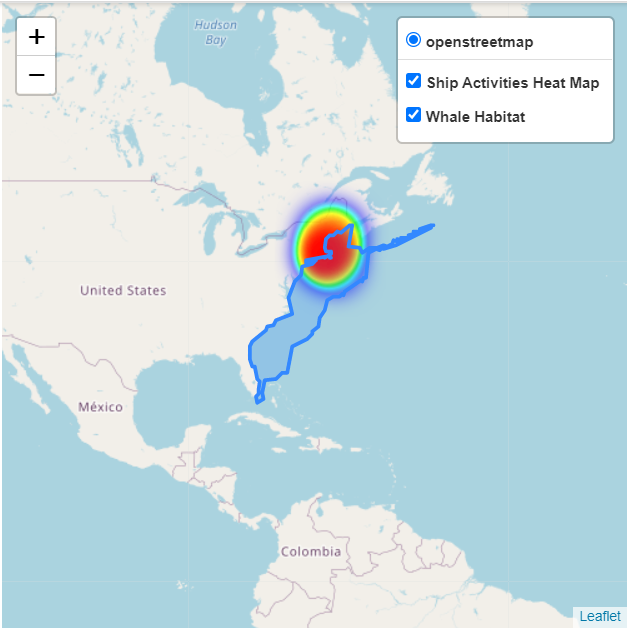 +
−
Hudson
Bay
openstreetmap
Ship Activities Heat Map
Whale Habitat
United States
México
Colombia
Leaflet